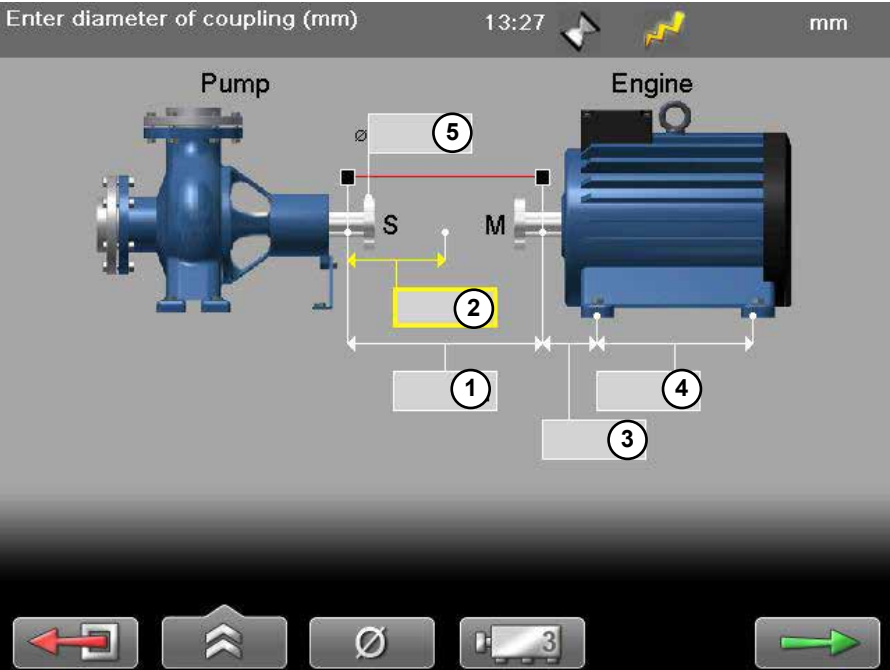 Enter diameter of coupling (mm) 13:27 mm
Pump Engine
Ø 5
S M
2
1 4
3
Ø 3